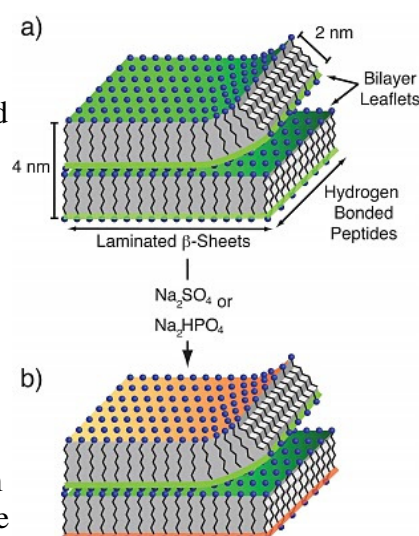 a)
2 nm
Bilayer
Leaflets
d
4 nm
Hydrogen
Bonded
Peptides
Laminated β-Sheets
Na₂SO₄ or
Na₂HPO₄
b)
n
e